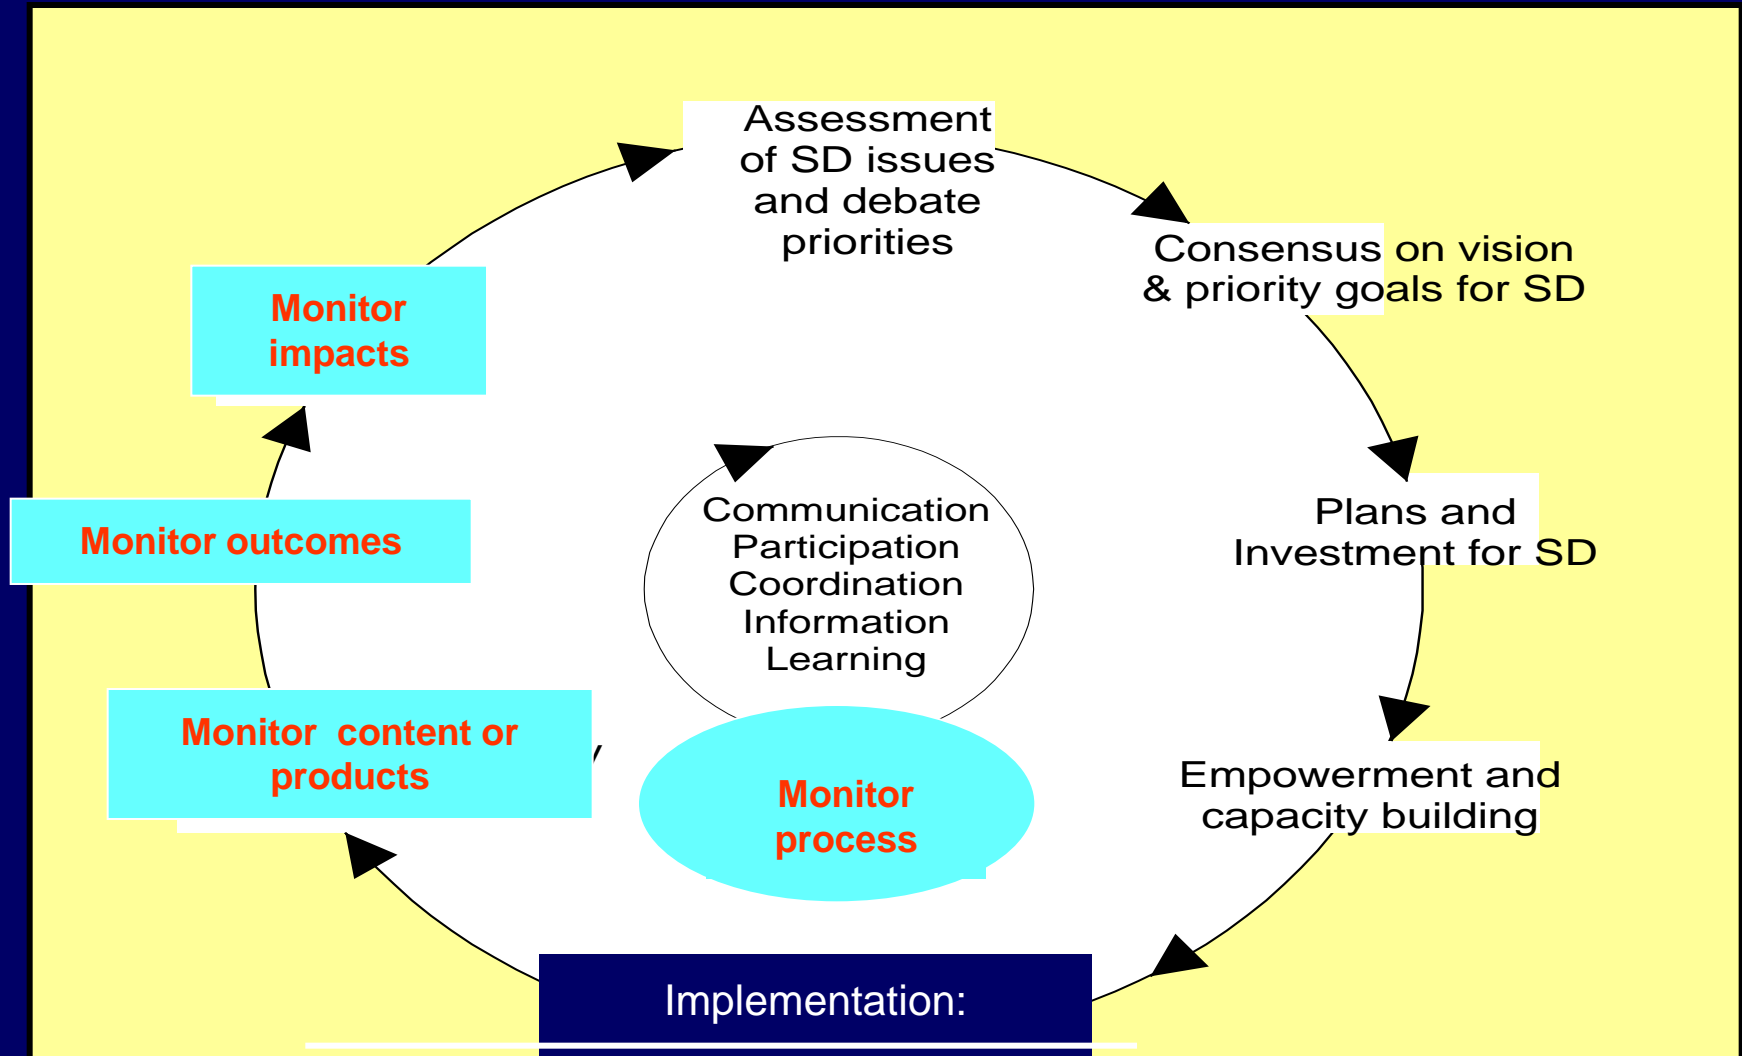 Assessment
of SD issues
and debate
priorities
Consensus on vision
& priority goals for SD
Plans and
Investment for SD
Empowerment and
capacity building
Implementation:
Monitor content or
products
Monitor outcomes
Monitor
impacts
Communication
Participation
Coordination
Information
Learning
Monitor
process